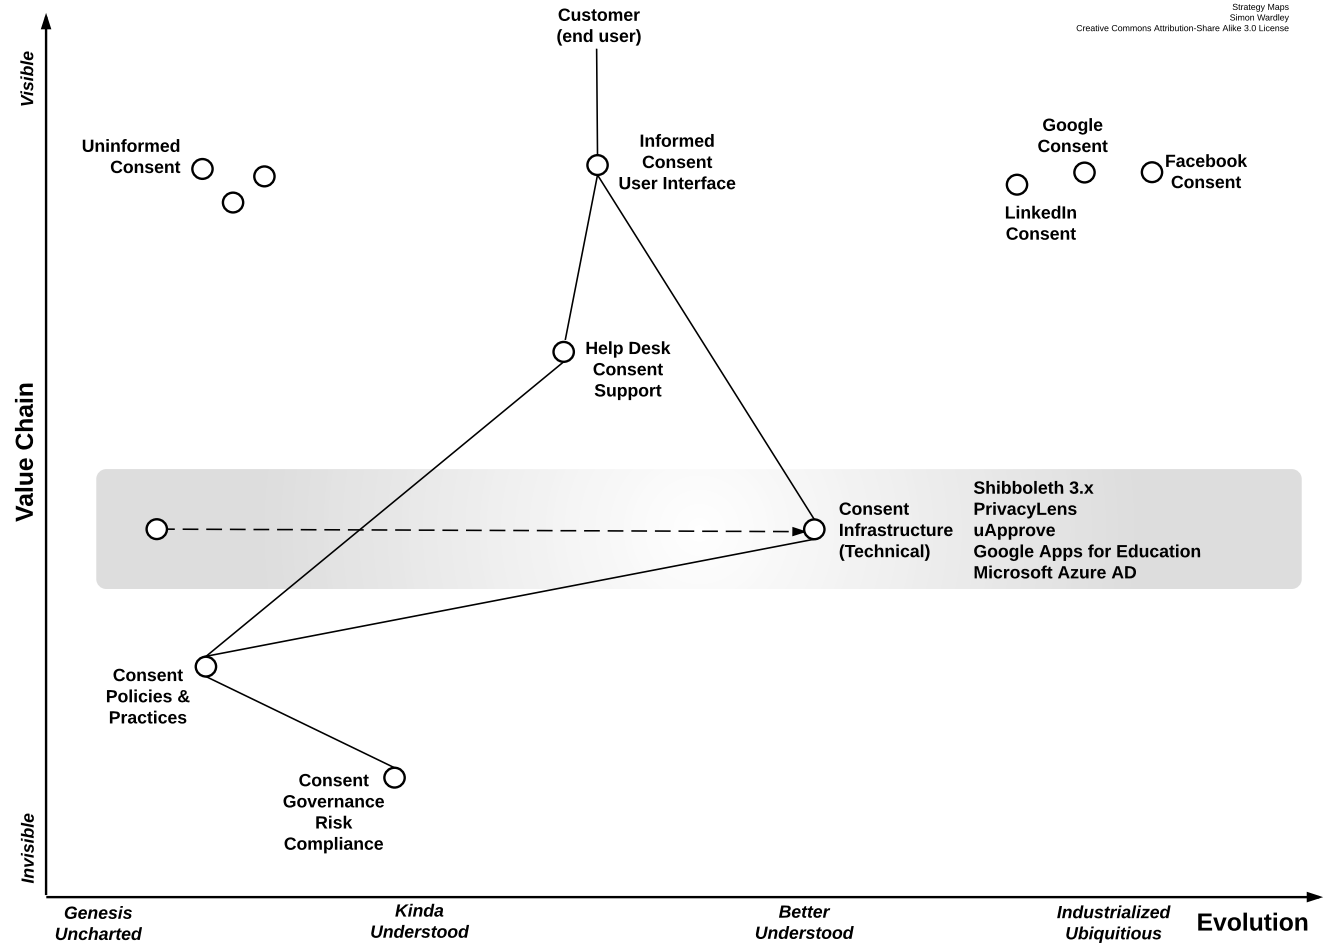 Strategy Maps
Simon Wardley
Creative Commons Attribution-Share Alike 3.0 License
Customer
(end user)
Visible
Uninformed
Consent
Informed
Consent
User Interface
Google
Consent
Facebook
Consent
LinkedIn
Consent
Help Desk
Consent
Support
Value Chain
Consent
Infrastructure
(Technical)
Shibboleth 3.x
PrivacyLens
uApprove
Google Apps for Education
Microsoft Azure AD
Consent
Policies &
Practices
Consent
Governance
Risk
Compliance
Invisible
Genesis
Uncharted
Kinda
Understood
Better
Understood
Industrialized
Ubiquitious
Evolution